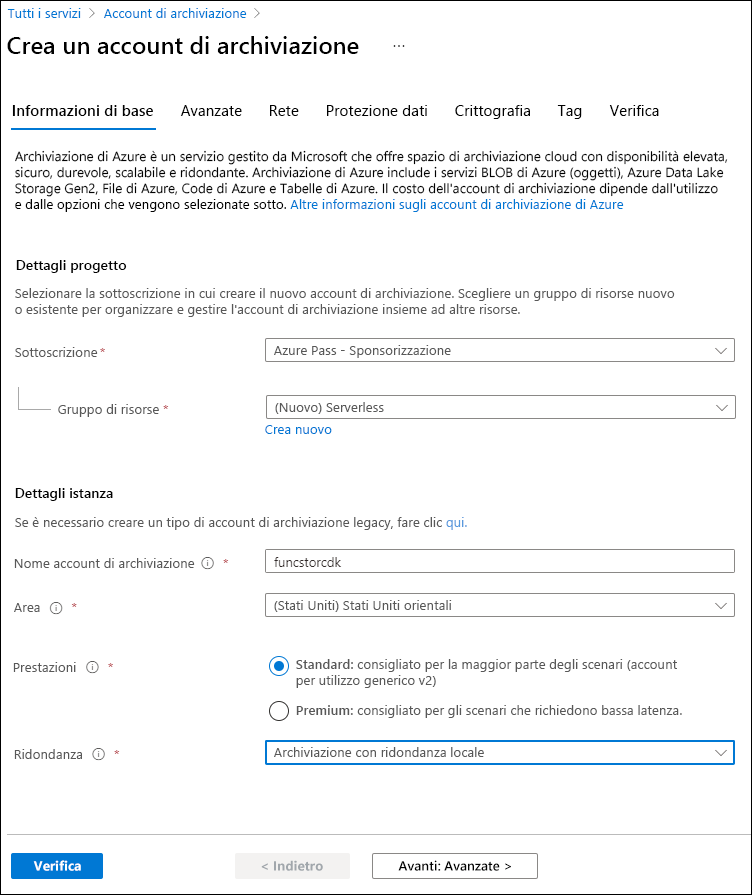 Tutti i servizi > Account di archiviazione >
Crea un account di archiviazione ...
Informazioni di base Avanzate Rete Protezione dati Crittografia Tag Verifica
Archiviazione di Azure è un servizio gestito da Microsoft che offre spazio di archiviazione cloud con disponibilità elevata,
sicuro, durevole, scalabile e ridondante. Archiviazione di Azure include i servizi BLOB di Azure (oggetti), Azure Data Lake
Storage Gen2, File di Azure, Code di Azure e Tabelle di Azure. Il costo dell'account di archiviazione dipende dall'utilizzo
e dalle opzioni che vengono selezionate sotto. Altre informazioni sugli account di archiviazione di Azure
Dettagli progetto
Selezionare la sottoscrizione in cui creare il nuovo account di archiviazione. Scegliere un gruppo di risorse nuovo
o esistente per organizzare e gestire l'account di archiviazione insieme ad altre risorse.
Sottoscrizione * Azure Pass - Sponsorizzazione
Gruppo di risorse * (Nuovo) Serverless
Crea nuovo
Dettagli istanza
Se è necessario creare un tipo di account di archiviazione legacy, fare clic qui.
Nome account di archiviazione * funcstorcdk
Area * (Stati Uniti) Stati Uniti orientali
Prestazioni * Standard: consigliato per la maggior parte degli scenari (account
per utilizzo generico v2)
Premium: consigliato per gli scenari che richiedono bassa latenza.
Ridondanza * Archiviazione con ridondanza locale
Verifica < Indietro Avanti: Avanzate >